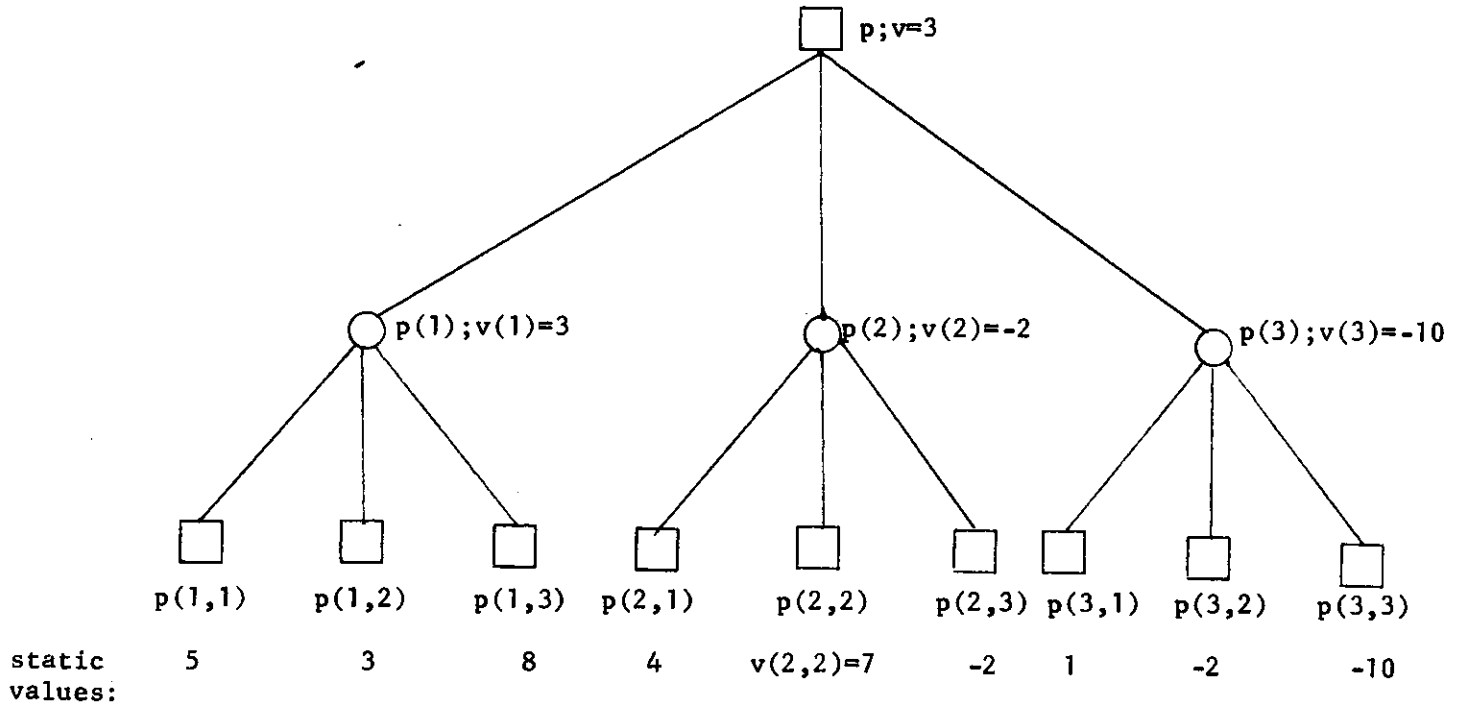 p;v=3
p(1);v(1)=3 p(2);v(2)=-2 p(3);v(3)=-10
p(1,1) p(1,2) p(1,3) p(2,1) p(2,2) p(2,3) p(3,1) p(3,2) p(3,3)
static 5 3 8 4 v(2,2)=7 -2 1 -2 -10
values: